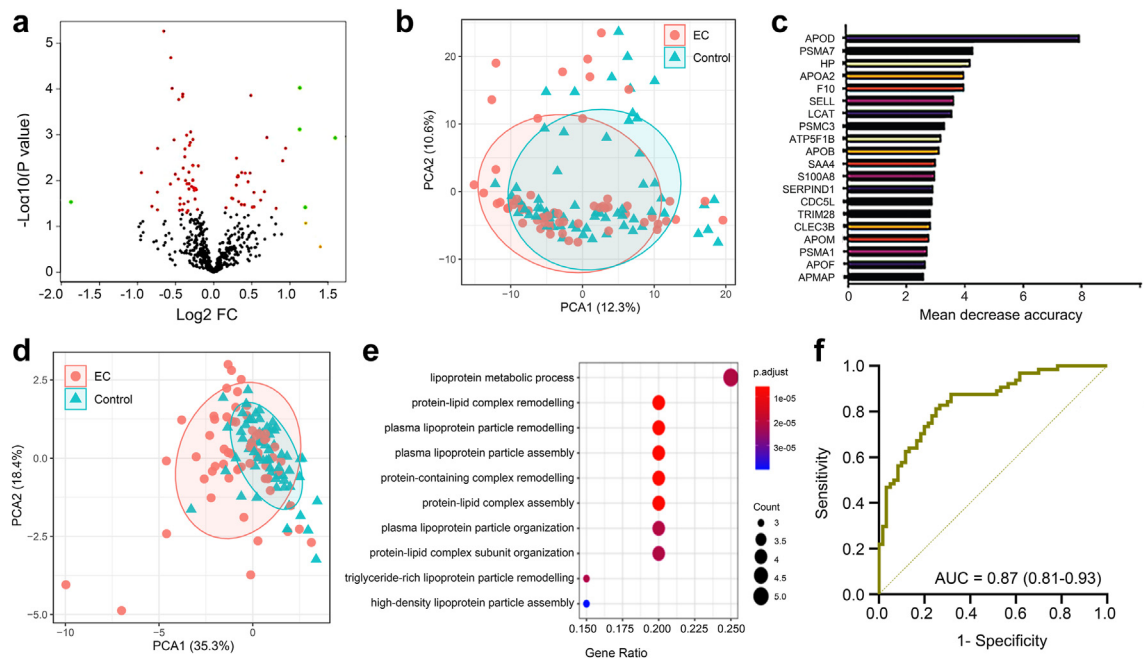 a
5
4
3
2
1
0
-Log10(P value)
-2.0
-1.5
-1.0
-0.5
0.0
0.5
1.0
1.5
Log2 FC
b
EC
Control
20
10
0
−10
PCA2 (10.6%)
−10
0
10
20
PCA1 (12.3%)
c
APOD
PSMA7
HP
APOA2
F10
SELL
LCAT
PSMC3
ATP5F1B
APOB
SAA4
S100A8
SERPIND1
CDC5L
TRIM28
CLEC3B
APOM
PSMA1
APOF
APMAP
0
2
4
6
8
10
Mean decrease accuracy
d
EC
Control
2.5
0.0
−2.5
−5.0
PCA2 (18.4%)
−10
−5
0
PCA1 (35.3%)
e
lipoprotein metabolic process
protein-lipid complex remodelling
plasma lipoprotein particle remodelling
plasma lipoprotein particle assembly
protein-containing complex remodelling
protein-lipid complex assembly
plasma lipoprotein particle organization
protein-lipid complex subunit organization
triglyceride-rich lipoprotein particle remodelling
high-density lipoprotein particle assembly
0.150
0.175
0.200
0.225
0.250
Gene Ratio
p.adjust
1e-05
2e-05
3e-05
Count
3
3.5
4
4.5
5.0
f
1.0
0.8
0.6
0.4
0.2
0.0
Sensitivity
AUC = 0.87 (0.81-0.93)
0.0
0.2
0.4
0.6
0.8
1.0
1- Specificity